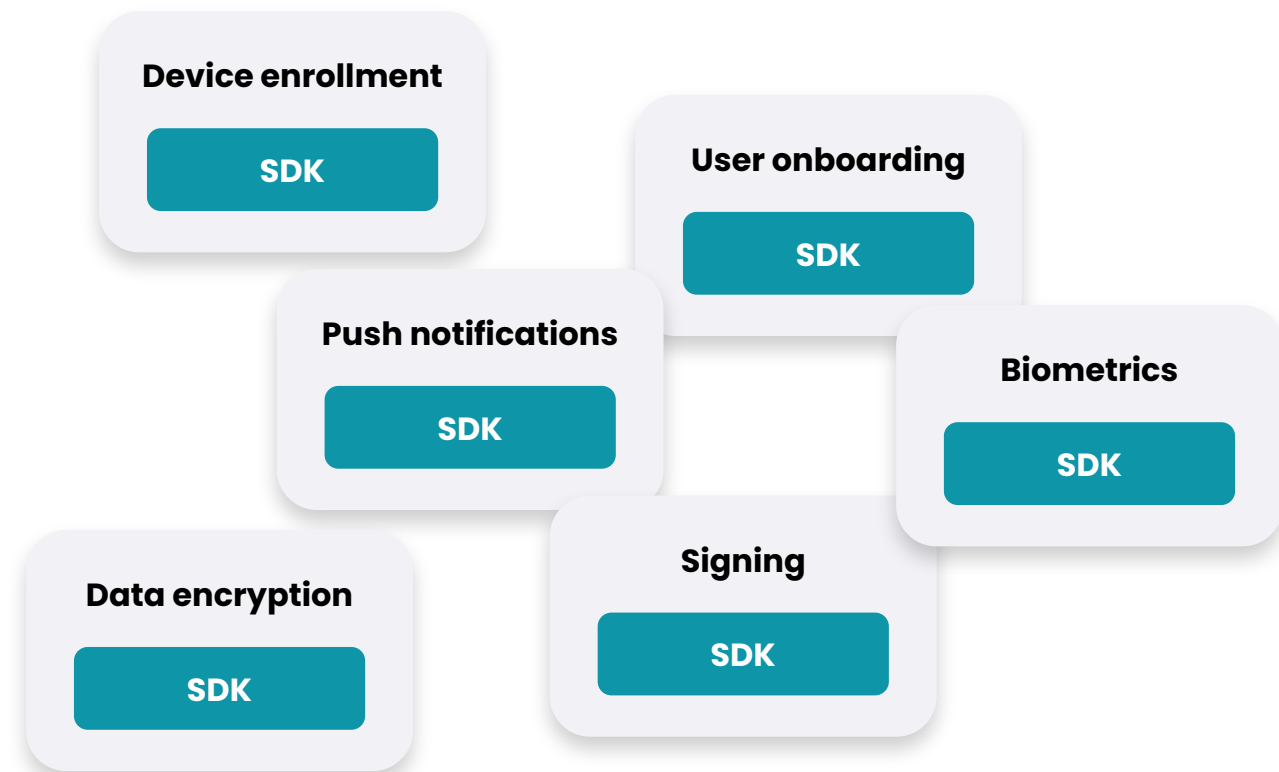 Device enrollment
SDK
User onboarding
SDK
Push notifications
SDK
Biometrics
SDK
Signing
SDK
Data encryption
SDK